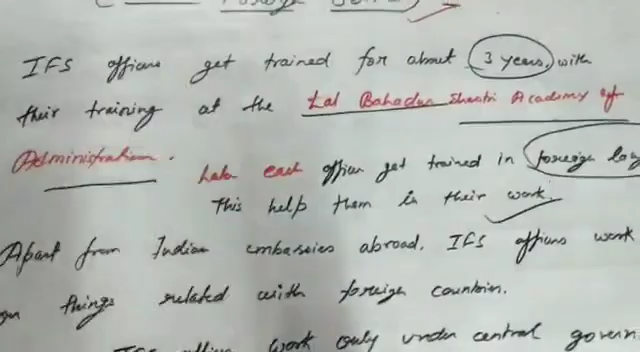 IFS officers get trained for about 3 years, with
their training at the Lal Bahadur Shastri Academy of
Administration.
Later each officer get trained in foreign lang
This help them in their work.
Apart from Indian embassies abroad. IFS officers work
on things related with foreign countries.
IFS officers work only under central govern